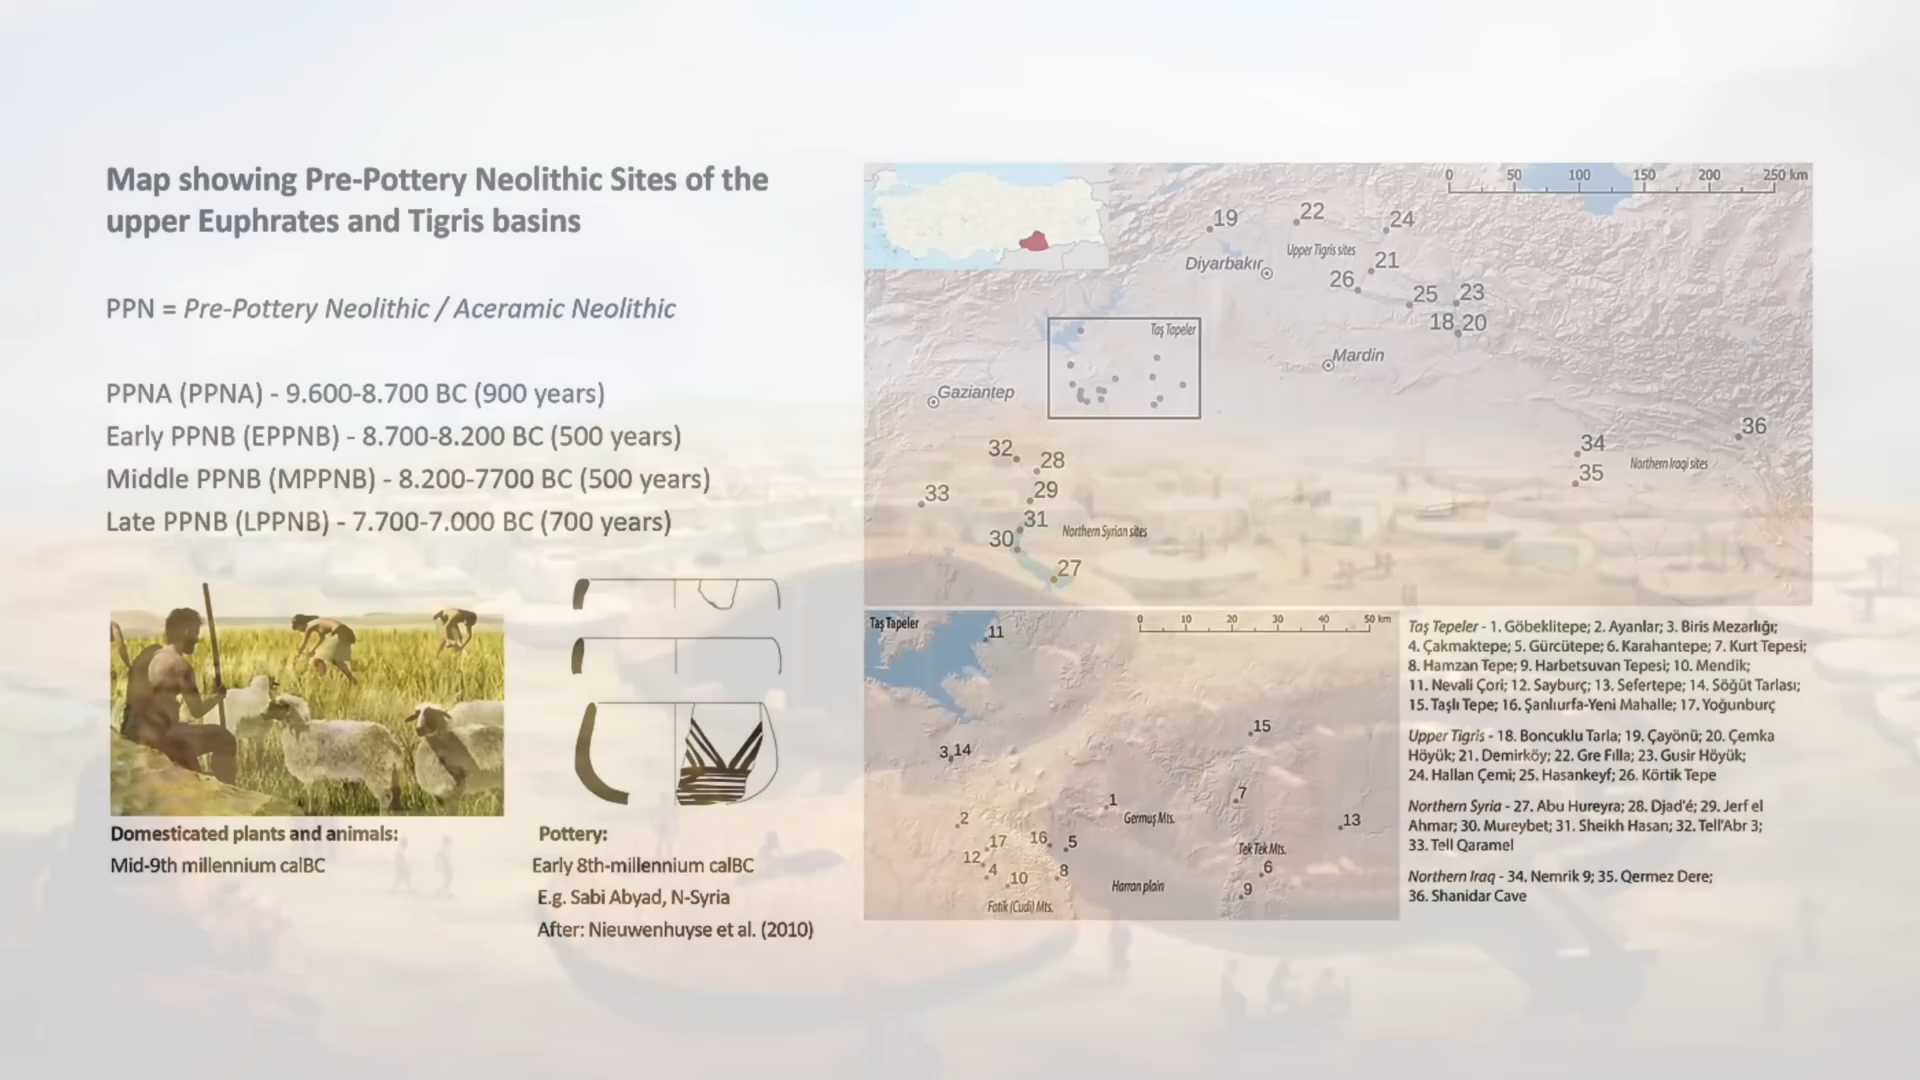 Map showing Pre-Pottery Neolithic Sites of the
upper Euphrates and Tigris basins
PPN = Pre-Pottery Neolithic / Aceramic Neolithic
PPNA (PPNA) - 9.600-8.700 BC (900 years)
Early PPNB (EPPNB) - 8.700-8.200 BC (500 years)
Middle PPNB (MPPNB) - 8.200-7700 BC (500 years)
Late PPNB (LPPNB) - 7.700-7.000 BC (700 years)
Domesticated plants and animals:
Mid-9th millennium calBC
Pottery:
Early 8th-millennium calBC
E.g. Sabi Abyad, N-Syria
After: Nieuwenhuyse et al. (2010)
0 50 100 150 200 250 km
19 22 24
Upper Tigris sites
Diyarbakır 21
26 25 23
18 20
Taş Tapeler
Mardin
Gaziantep
36
32 28 34
Northern Iraqi sites
33 29 35
31
30 Northern Syrian sites
27
Taş Tapeler
11
0 10 20 30 40 50 km
15
3,14
7
1
Germuş Mts.
2 13
17 16 5
Tek Tek Mts.
12
4 10 8 6
Harran plain
9
Fatik (Cudi) Mts.
Taş Tepeler - 1. Göbeklitepe; 2. Ayanlar; 3. Biris Mezarlığı;
4. Çakmaktepe; 5. Gürcütepe; 6. Karahantepe; 7. Kurt Tepesi;
8. Hamzan Tepe; 9. Harbetsuvan Tepesi; 10. Mendik;
11. Nevali Çori; 12. Sayburç; 13. Sefertepe; 14. Söğüt Tarlası;
15. Taşlı Tepe; 16. Şanlıurfa-Yeni Mahalle; 17. Yoğunburç
Upper Tigris - 18. Boncuklu Tarla; 19. Çayönü; 20. Çemka
Höyük; 21. Demirköy; 22. Gre Fılla; 23. Gusir Höyük;
24. Hallan Çemi; 25. Hasankeyf; 26. Körtik Tepe
Northern Syria - 27. Abu Hureyra; 28. Djad'é; 29. Jerf el
Ahmar; 30. Mureybet; 31. Sheikh Hasan; 32. Tell'Abr 3;
33. Tell Qaramel
Northern Iraq - 34. Nemrik 9; 35. Qermez Dere;
36. Shanidar Cave